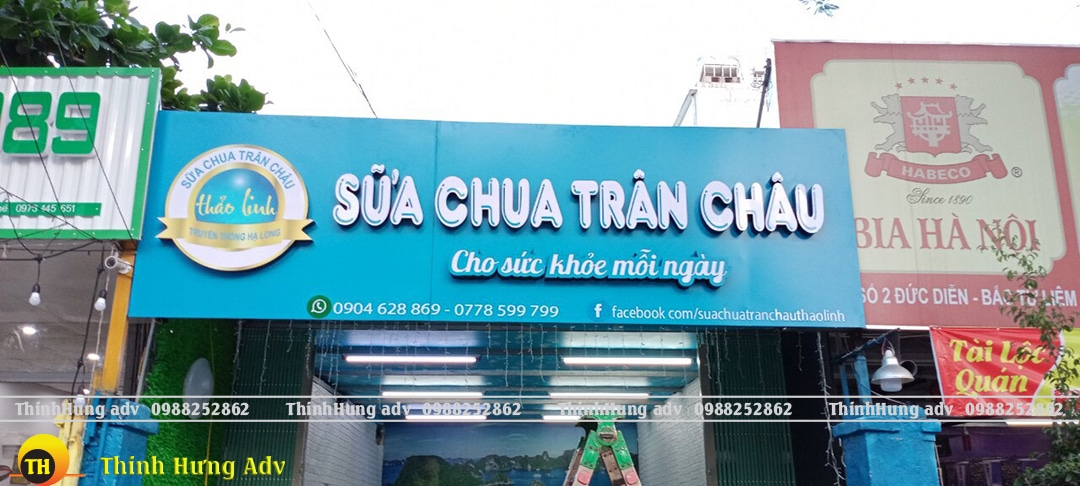 989
0975 445 651
SỮA CHUA TRÂN CHÂU
thảo linh
TRUYỀN THỐNG HẠ LONG
SỮA CHUA TRÂN CHÂU
Cho sức khỏe mỗi ngày
0904 628 869 - 0778 599 799
facebook com/suachuatranchauthaolinh
HABECO
®
Since 1890
BIA HÀ NỘI
SỐ 2 ĐỨC DIỄN - BẮC TỪ LIÊM
Tài Lộc
Quán
ThinhHung adv 0988252862
ThinhHung adv 0988252862
ThinhHung adv 0988252862
ThinhHung adv 0988252862
TH
Thinh Hưng Adv